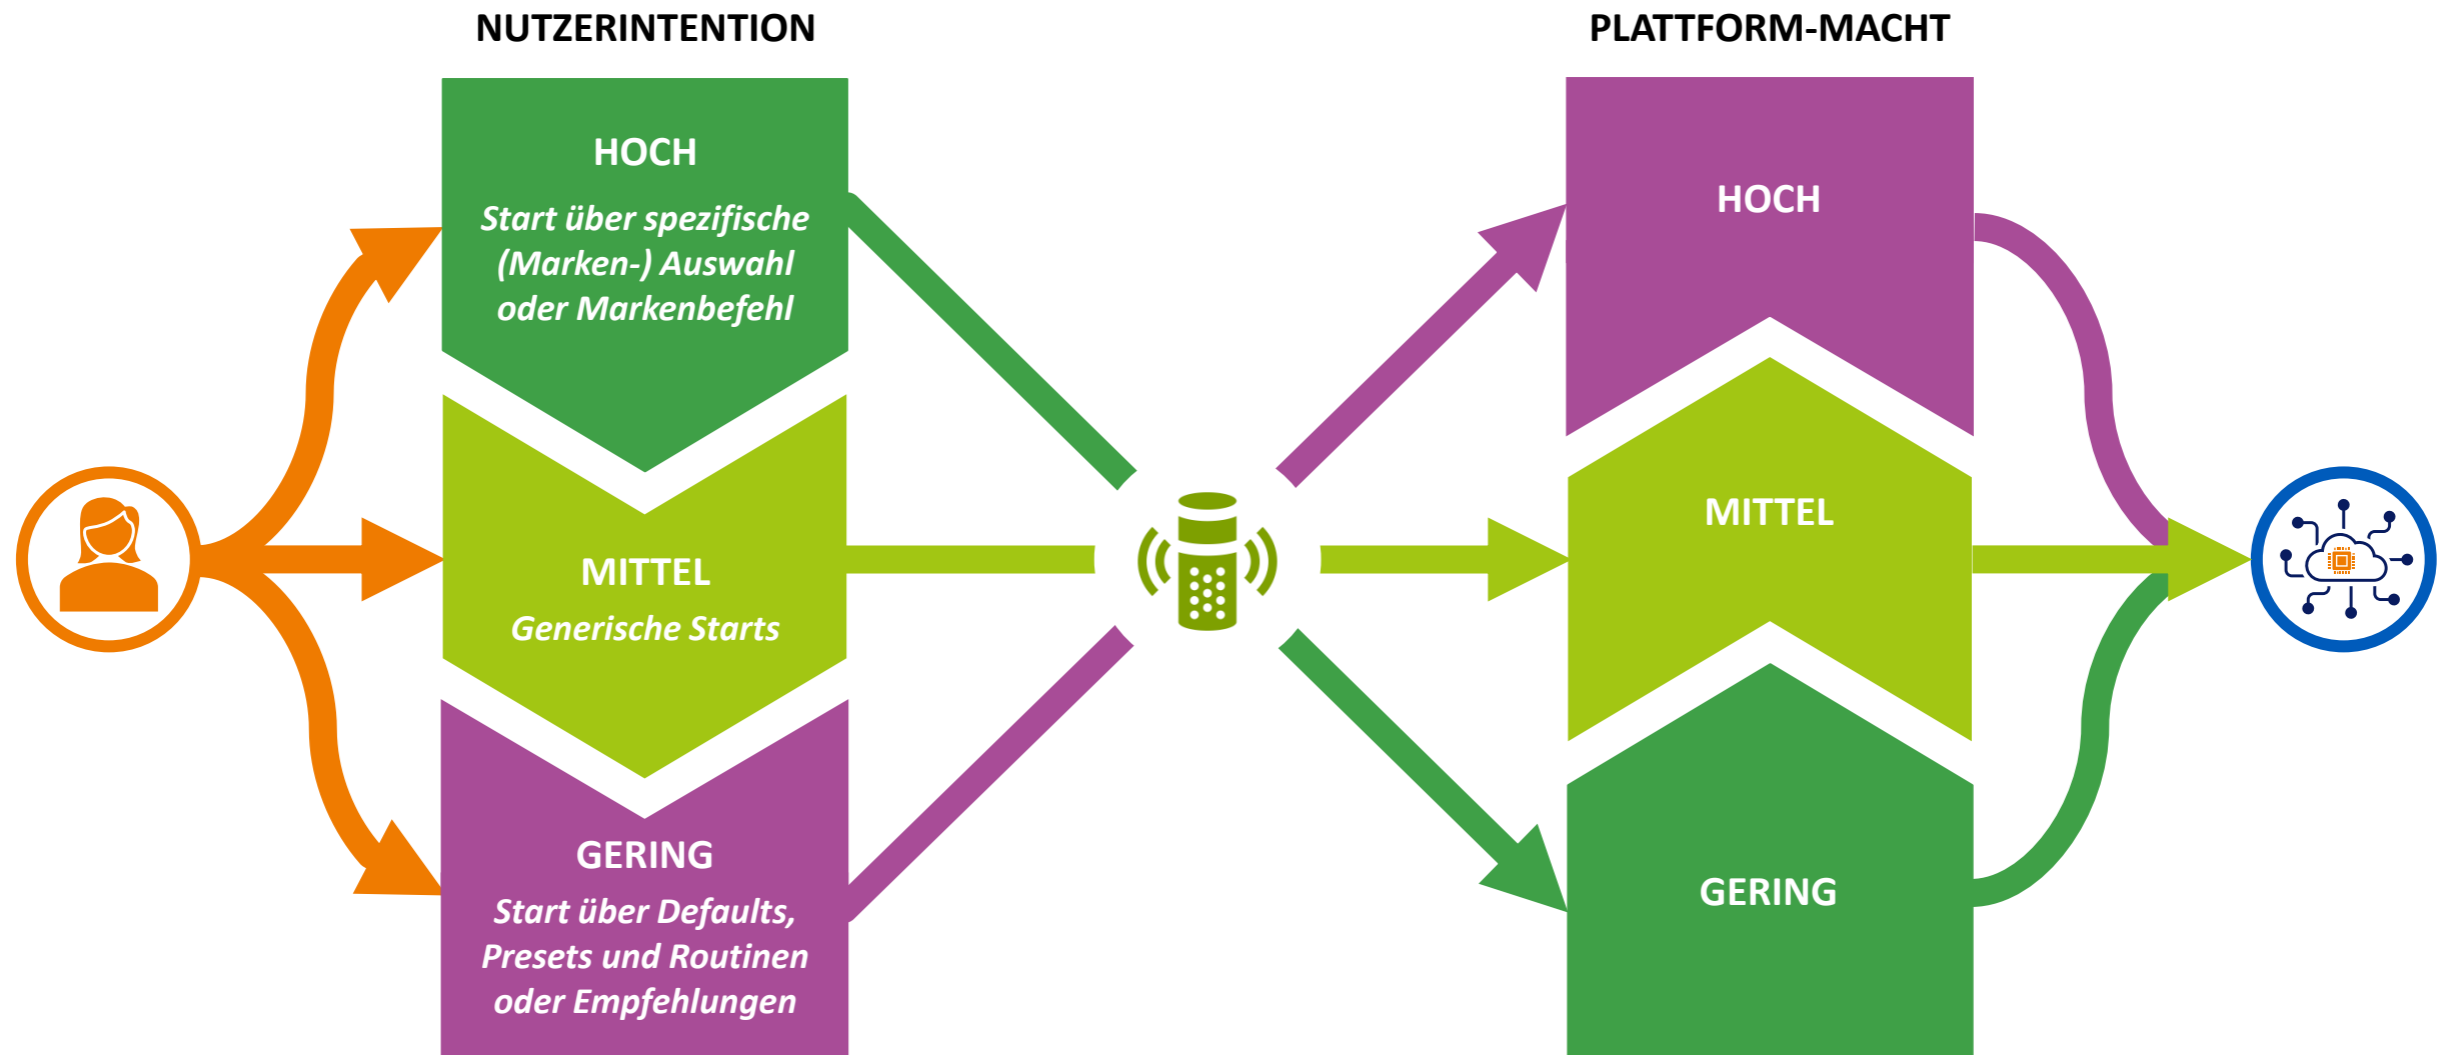 NUTZERINTENTION
HOCH
Start über spezifische
(Marken-) Auswahl
oder Markenbefehl
MITTEL
Generische Starts
GERING
Start über Defaults,
Presets und Routinen
oder Empfehlungen
PLATTFORM-MACHT
HOCH
MITTEL
GERING